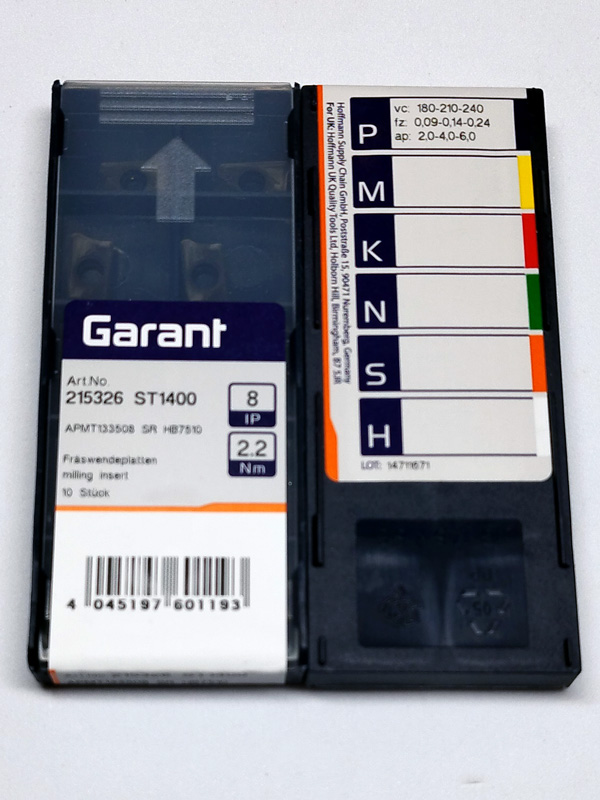 Garant
Art.No.
215326 ST1400
8
IP
APMT133508 SR HB7510
2.2
Nm
Fräswendeplatten
milling insert
10 Stück
4 045197 601193
Hoffmann Supply Chain GmbH, Poststraße 15, 90471 Nuremberg, Germany
For UK: Hoffmann UK Quality Tools Ltd, Holborn Hill, Birmingham, B7 5JR
P
vc: 180-210-240
fz: 0,09-0,14-0,24
ap: 2,0-4,0-6,0
M
K
N
S
H
LOT: 14711671